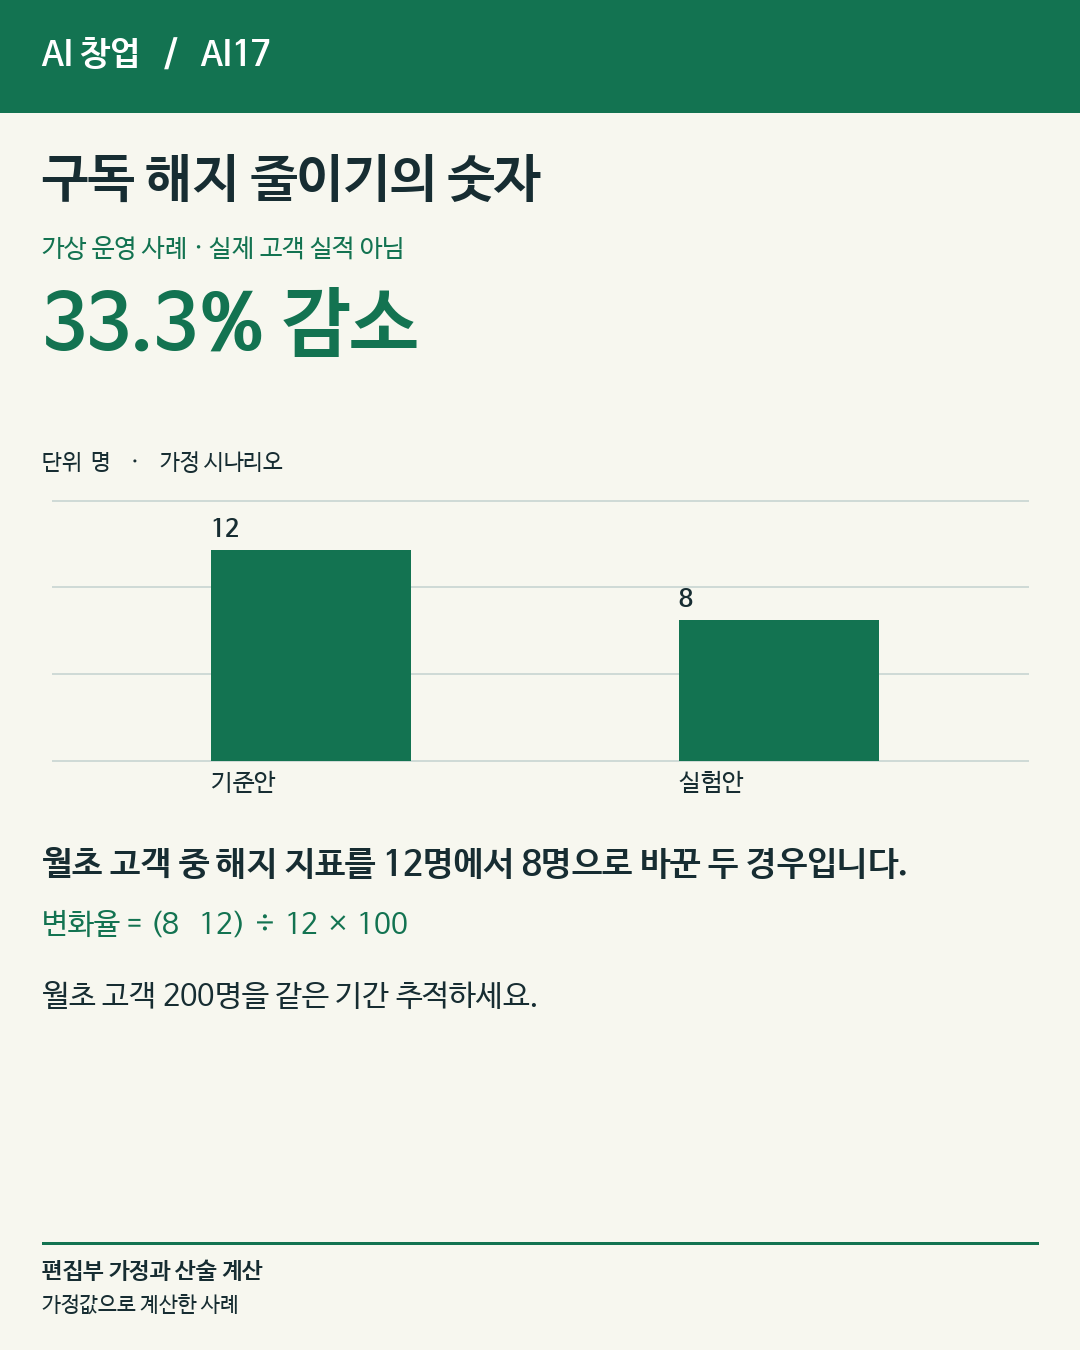 AI 창업 / AI17
구독 해지 줄이기의 숫자
가상 운영 사례 · 실제 고객 실적 아님
33.3% 감소
단위 명 · 가정 시나리오
12
8
기준안
실험안
월초 고객 중 해지 지표를 12명에서 8명으로 바꾼 두 경우입니다.
변화율 = (8 12) ÷ 12 × 100
월초 고객 200명을 같은 기간 추적하세요.
편집부 가정과 산술 계산
가정값으로 계산한 사례